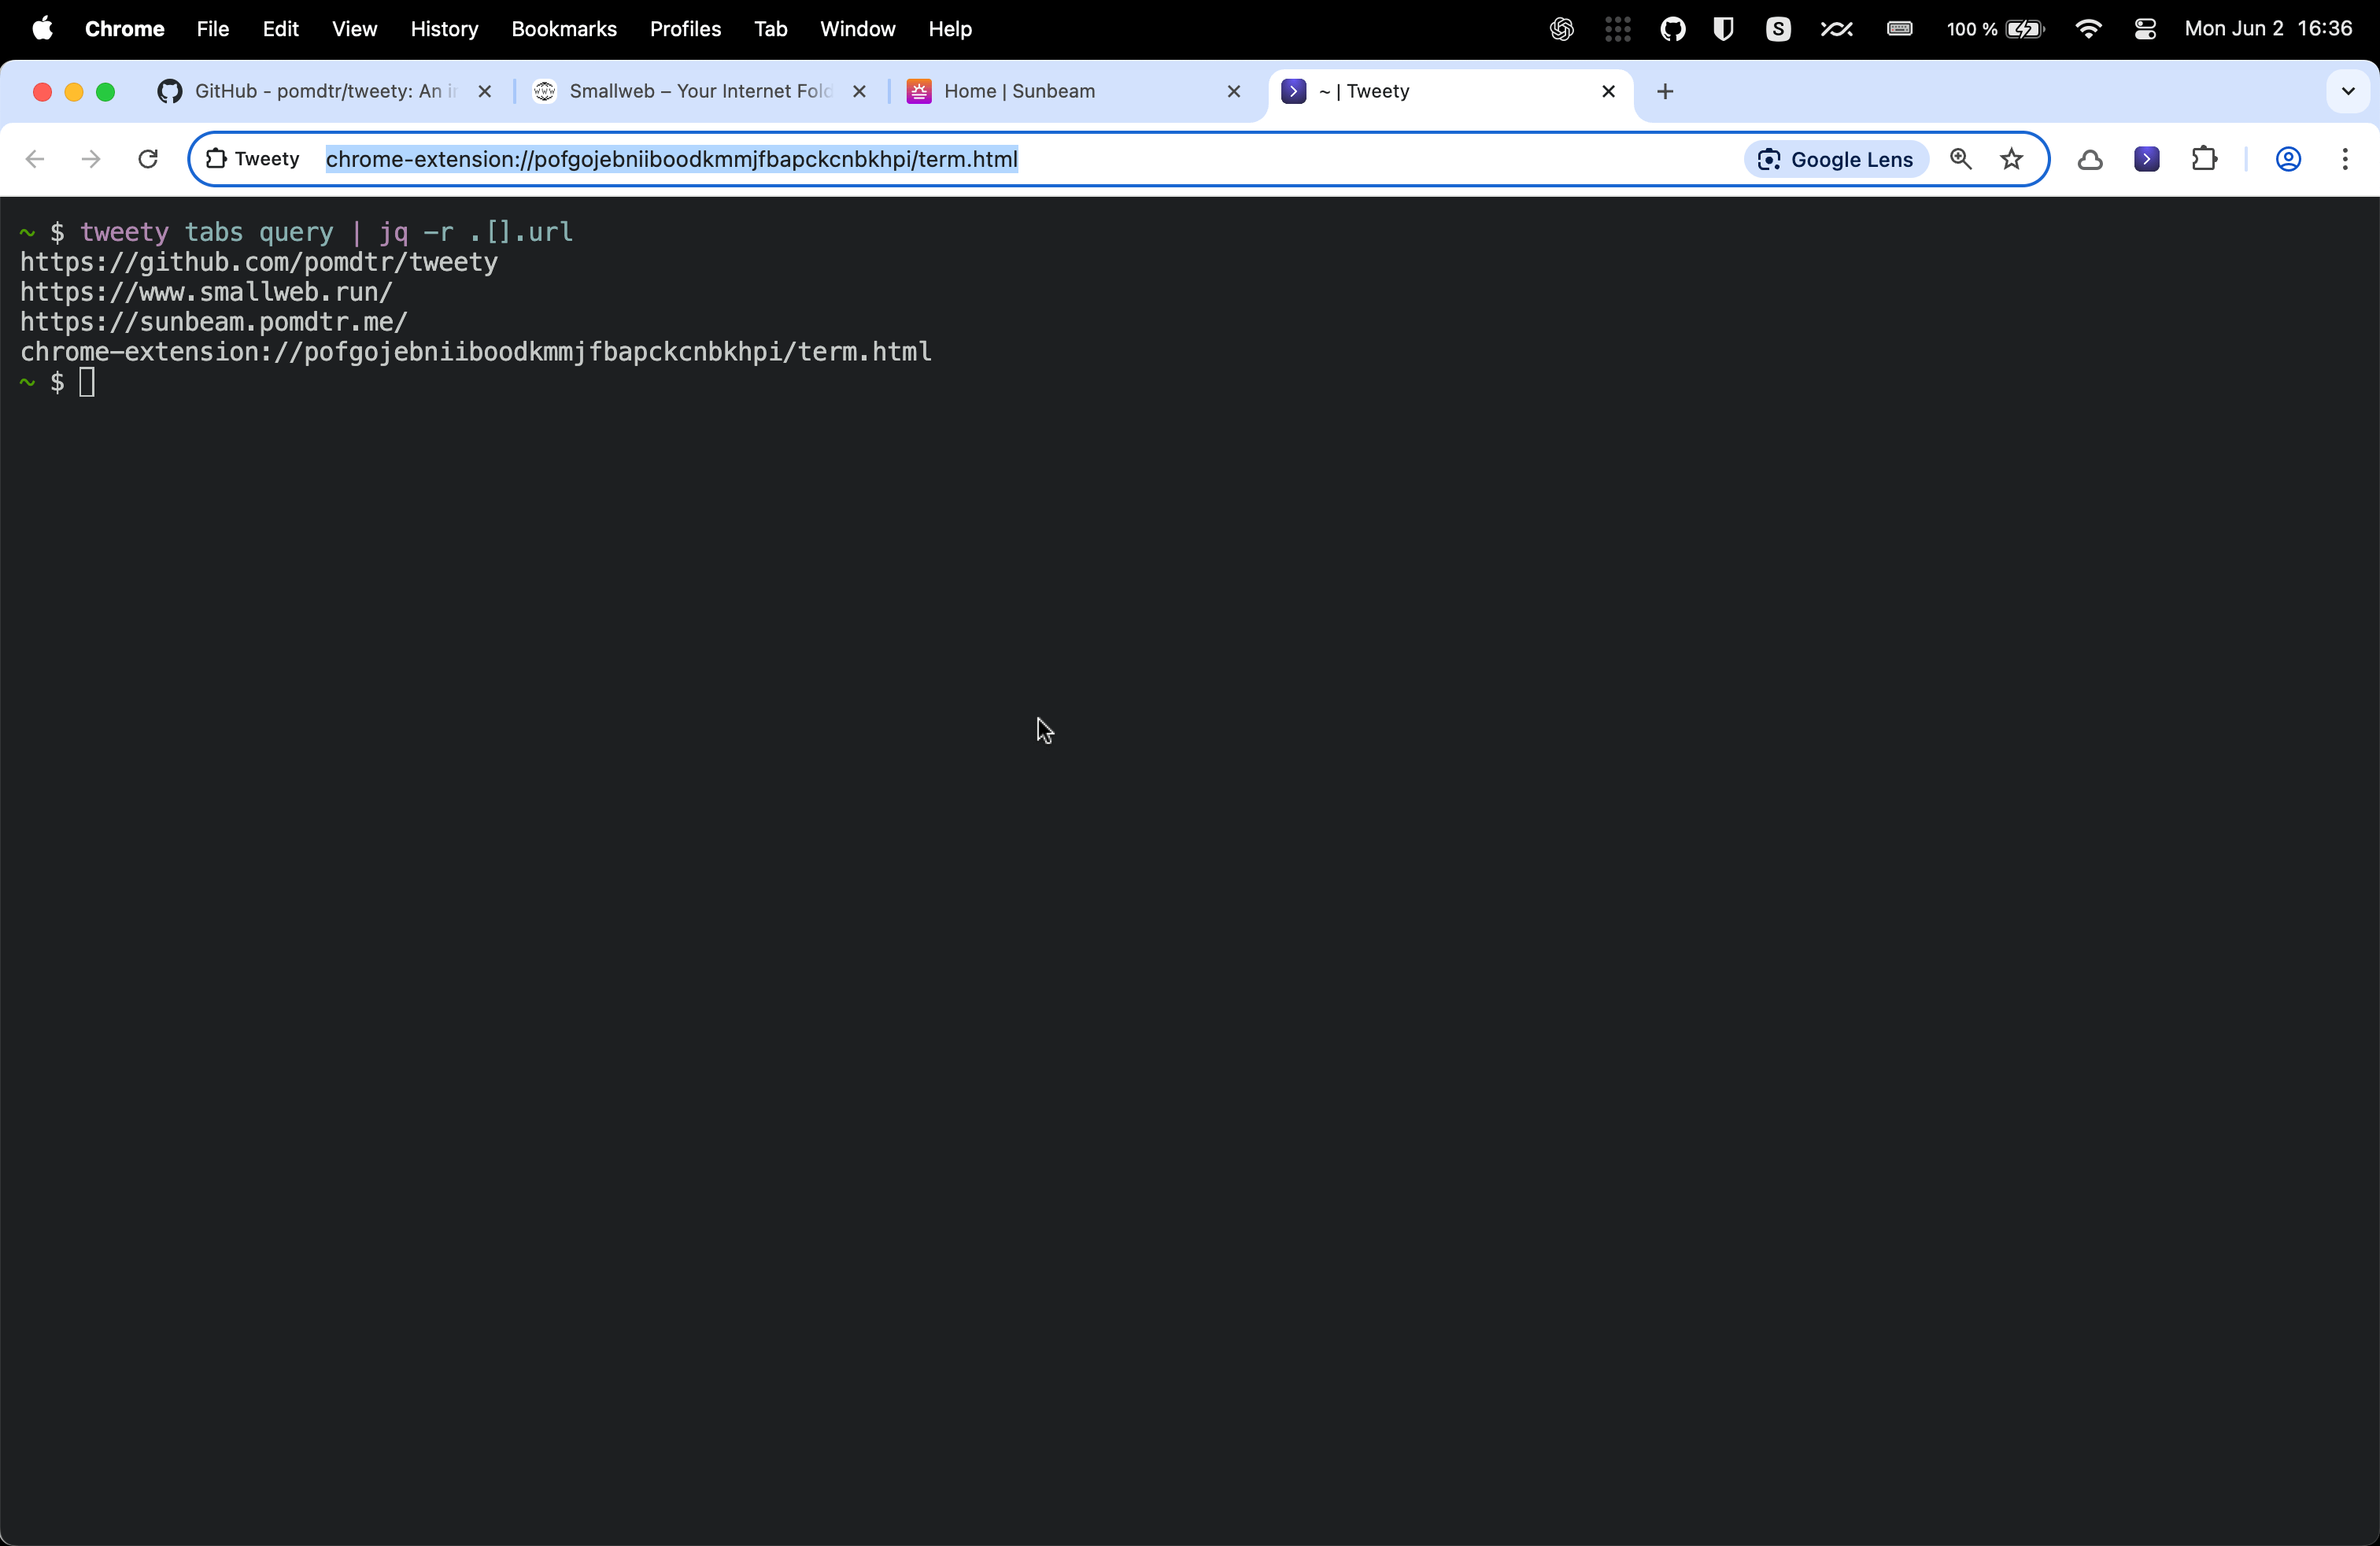 Chrome File Edit View History Bookmarks Profiles Tab Window Help S 100 % Mon Jun 2 16:36
GitHub - pomdtr/tweety: An Smallweb – Your Internet Fold Home | Sunbeam ~ | Tweety
Tweety chrome-extension://pofgojebniiboodkmmjfbapckcnbkhpi/term.html Google Lens
~ $ tweety tabs query | jq -r .[].url
https://github.com/pomdtr/tweety
https://www.smallweb.run/
https://sunbeam.pomdtr.me/
chrome-extension://pofgojebniiboodkmmjfbapckcnbkhpi/term.html
~ $